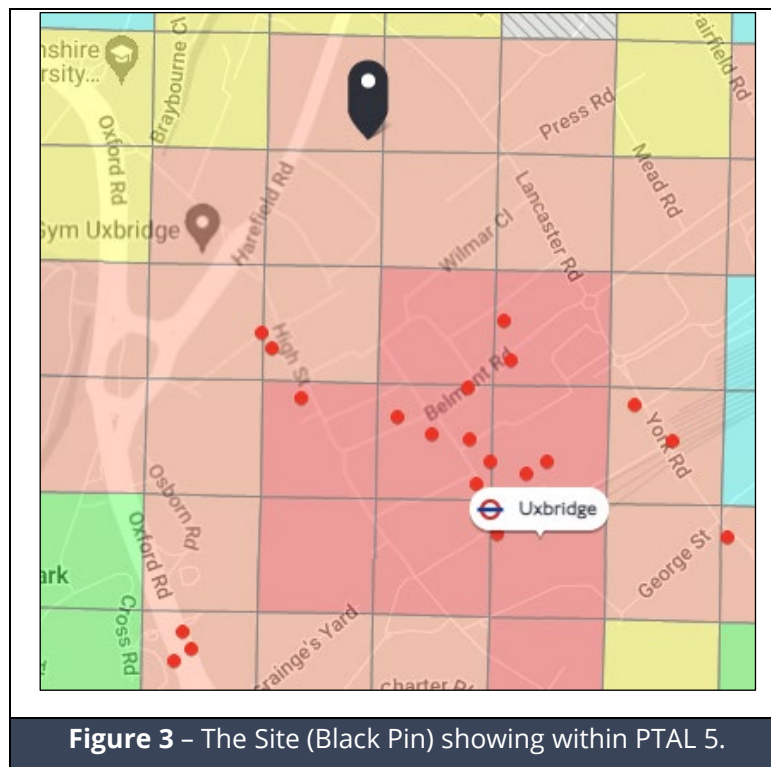 nshire
rsity...
Braybourne Cl
Fairfield Rd
Oxford Rd
Press Rd
Mead Rd
Harefield Rd
Lancaster Rd
Gym Uxbridge
Wilmar Cl
High St
Belmont Rd
York Rd
Osborn Rd
Uxbridge
Oxford Rd
George St
ark
Cross Rd
Grainge's Yard
Charter
Figure 3 – The Site (Black Pin) showing within PTAL 5.